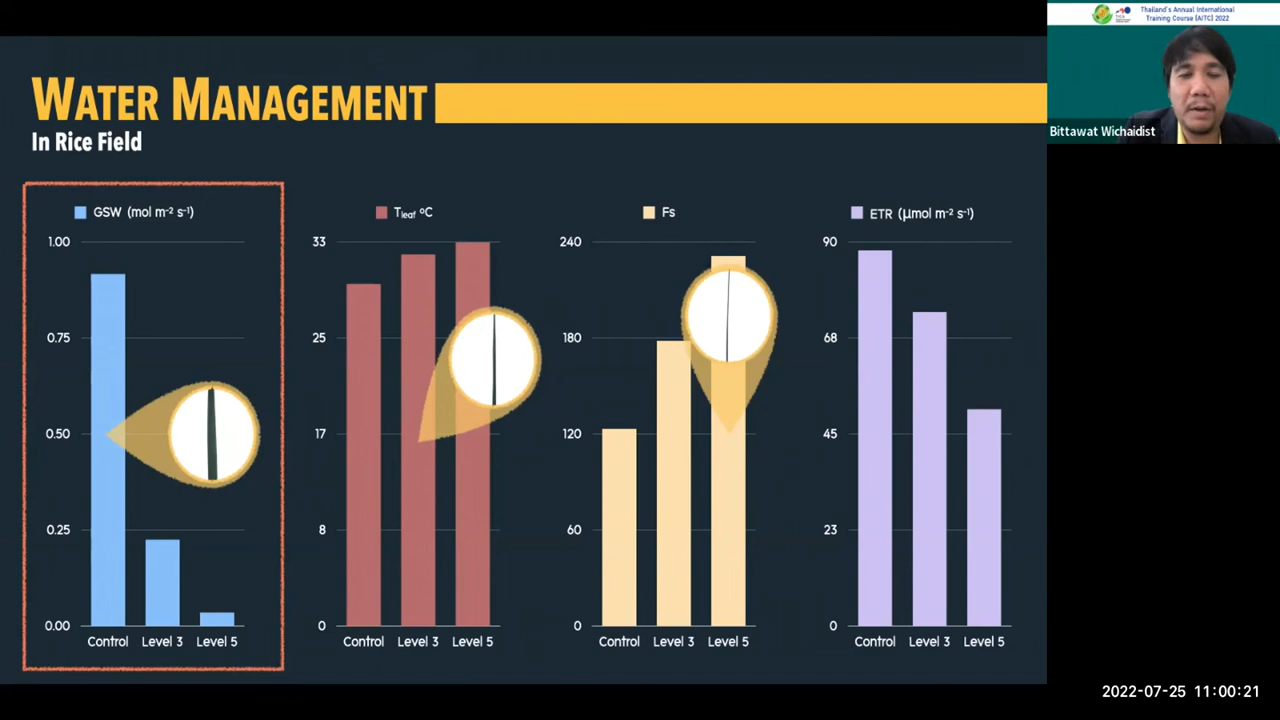 Thailand's Annual International
Training Course (AITC) 2022
Bittawat Wichaidist
WATER MANAGEMENT
In Rice Field
GSW (mol m⁻² s⁻¹)
1.00
0.75
0.50
0.25
0.00
Control Level 3 Level 5
Tleaf ºC
33
25
17
8
0
Control Level 3 Level 5
Fs
240
180
120
60
0
Control Level 3 Level 5
ETR (µmol m⁻² s⁻¹)
90
68
45
23
0
Control Level 3 Level 5
2022-07-25 11:00:21